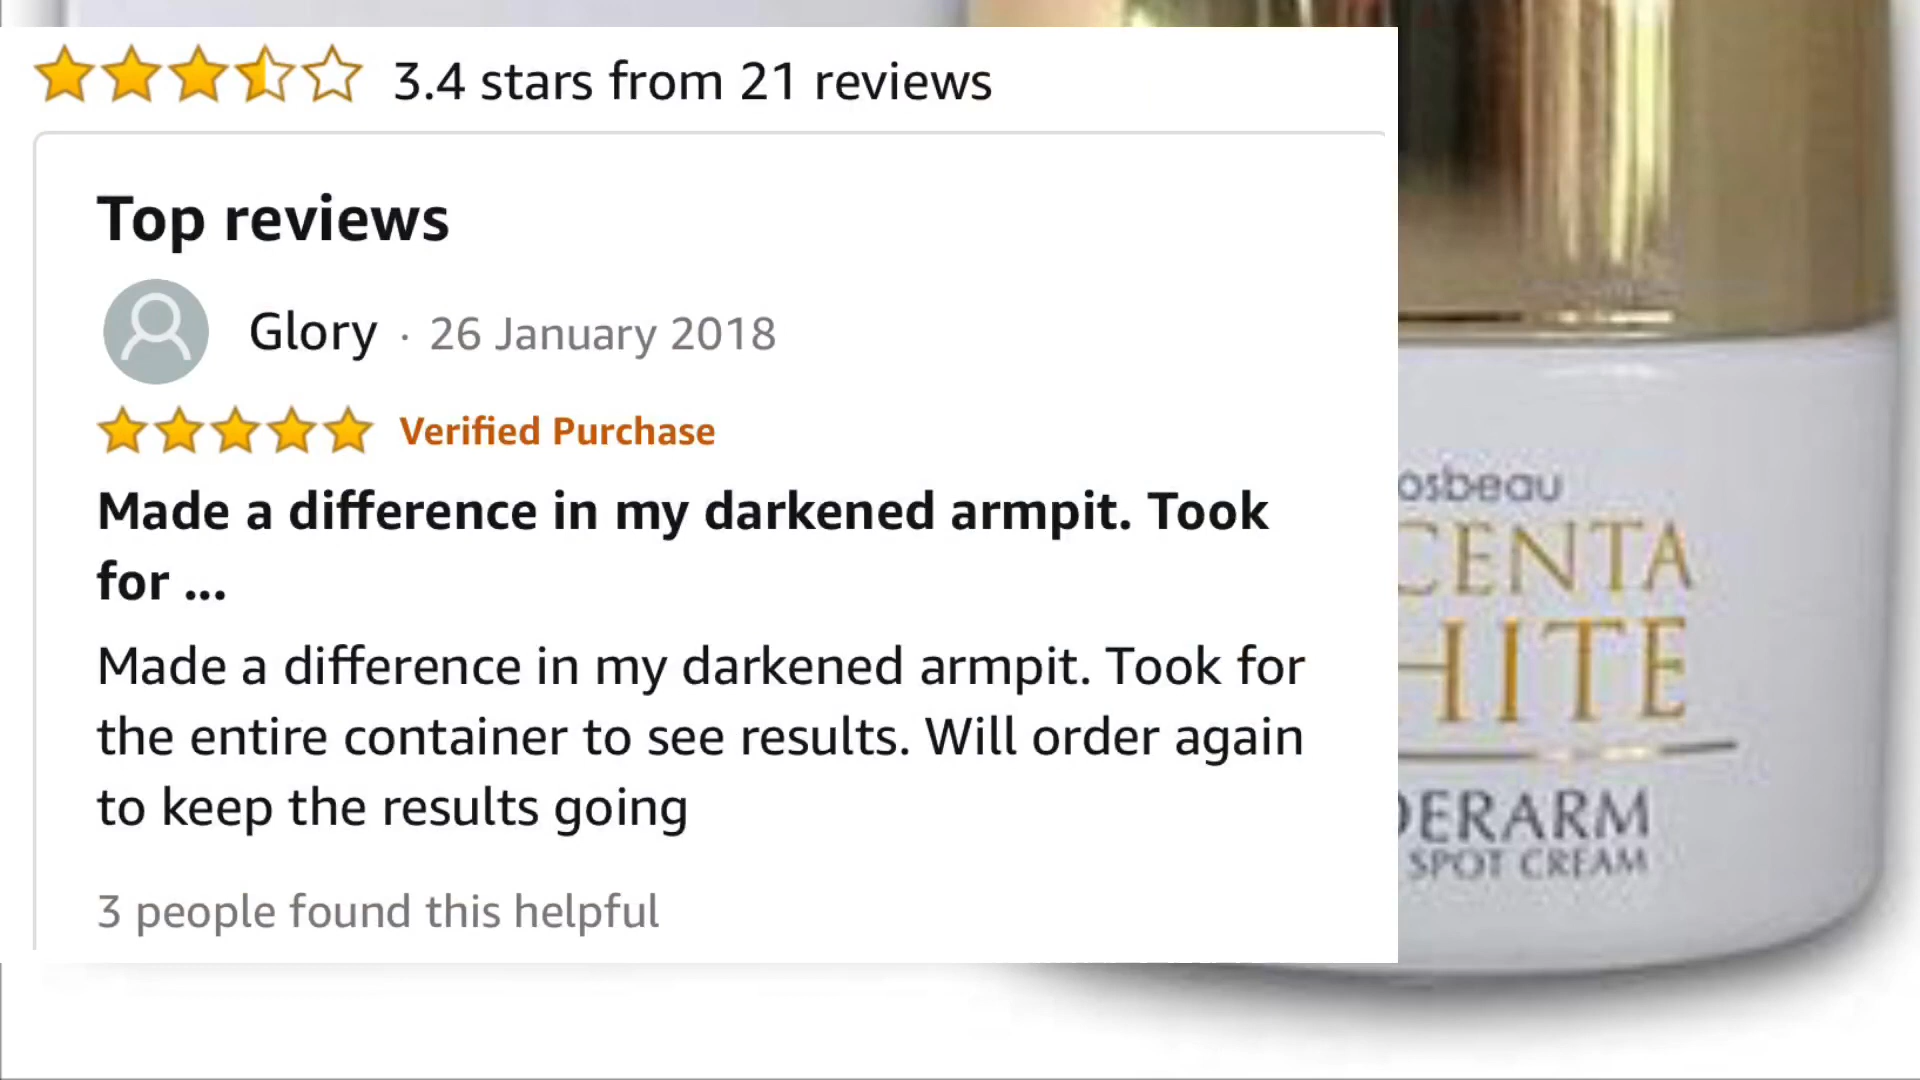 3.4 stars from 21 reviews
Top reviews
Glory · 26 January 2018
Verified Purchase
Made a difference in my darkened armpit. Took
for ...
Made a difference in my darkened armpit. Took for
the entire container to see results. Will order again
to keep the results going
3 people found this helpful
osbeau
CENTA
HITE
DERARM
SPOT CREAM